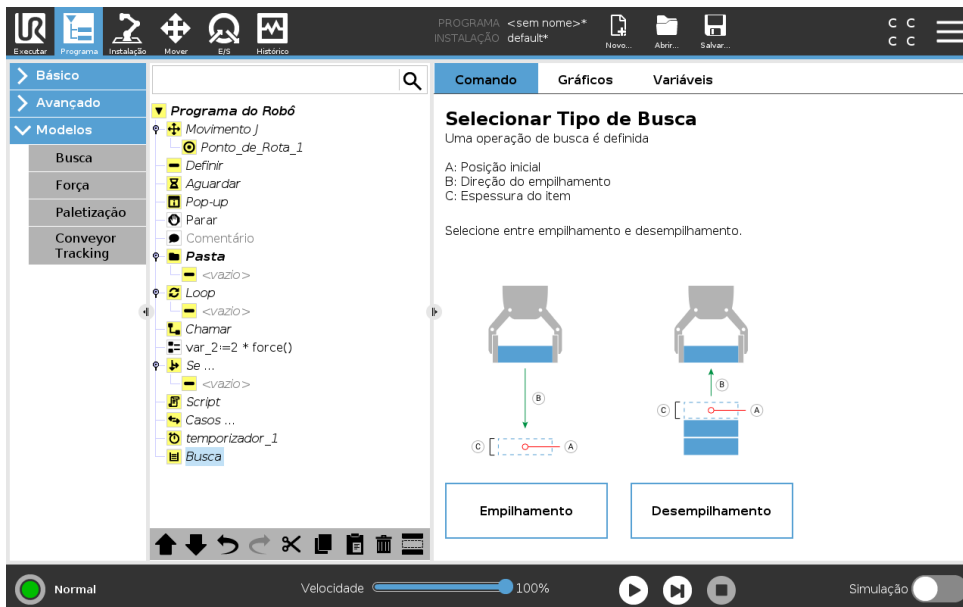 UR
Executar
Programa
Instalação
Mover
E/S
Histórico
PROGRAMA <sem nome>*
INSTALAÇÃO default*
Novo...
Abrir...
Salvar...
C C
C C
Básico
Avançado
Modelos
Busca
Força
Paletização
Conveyor
Tracking
Programa do Robô
Movimento J
Ponto_de_Rota_1
Definir
Aguardar
Pop-up
Parar
Comentário
Pasta
<vazio>
Loop
<vazio>
Chamar
var_2:=2 * force()
Se ...
<vazio>
Script
Casos ...
temporizador_1
Busca
Comando Gráficos Variáveis
Selecionar Tipo de Busca
Uma operação de busca é definida
A: Posição inicial
B: Direção do empilhamento
C: Espessura do item
Selecione entre empilhamento e desempilhamento.
B
C
A
B
C
A
Empilhamento
Desempilhamento
Normal
Velocidade
100%
Simulação